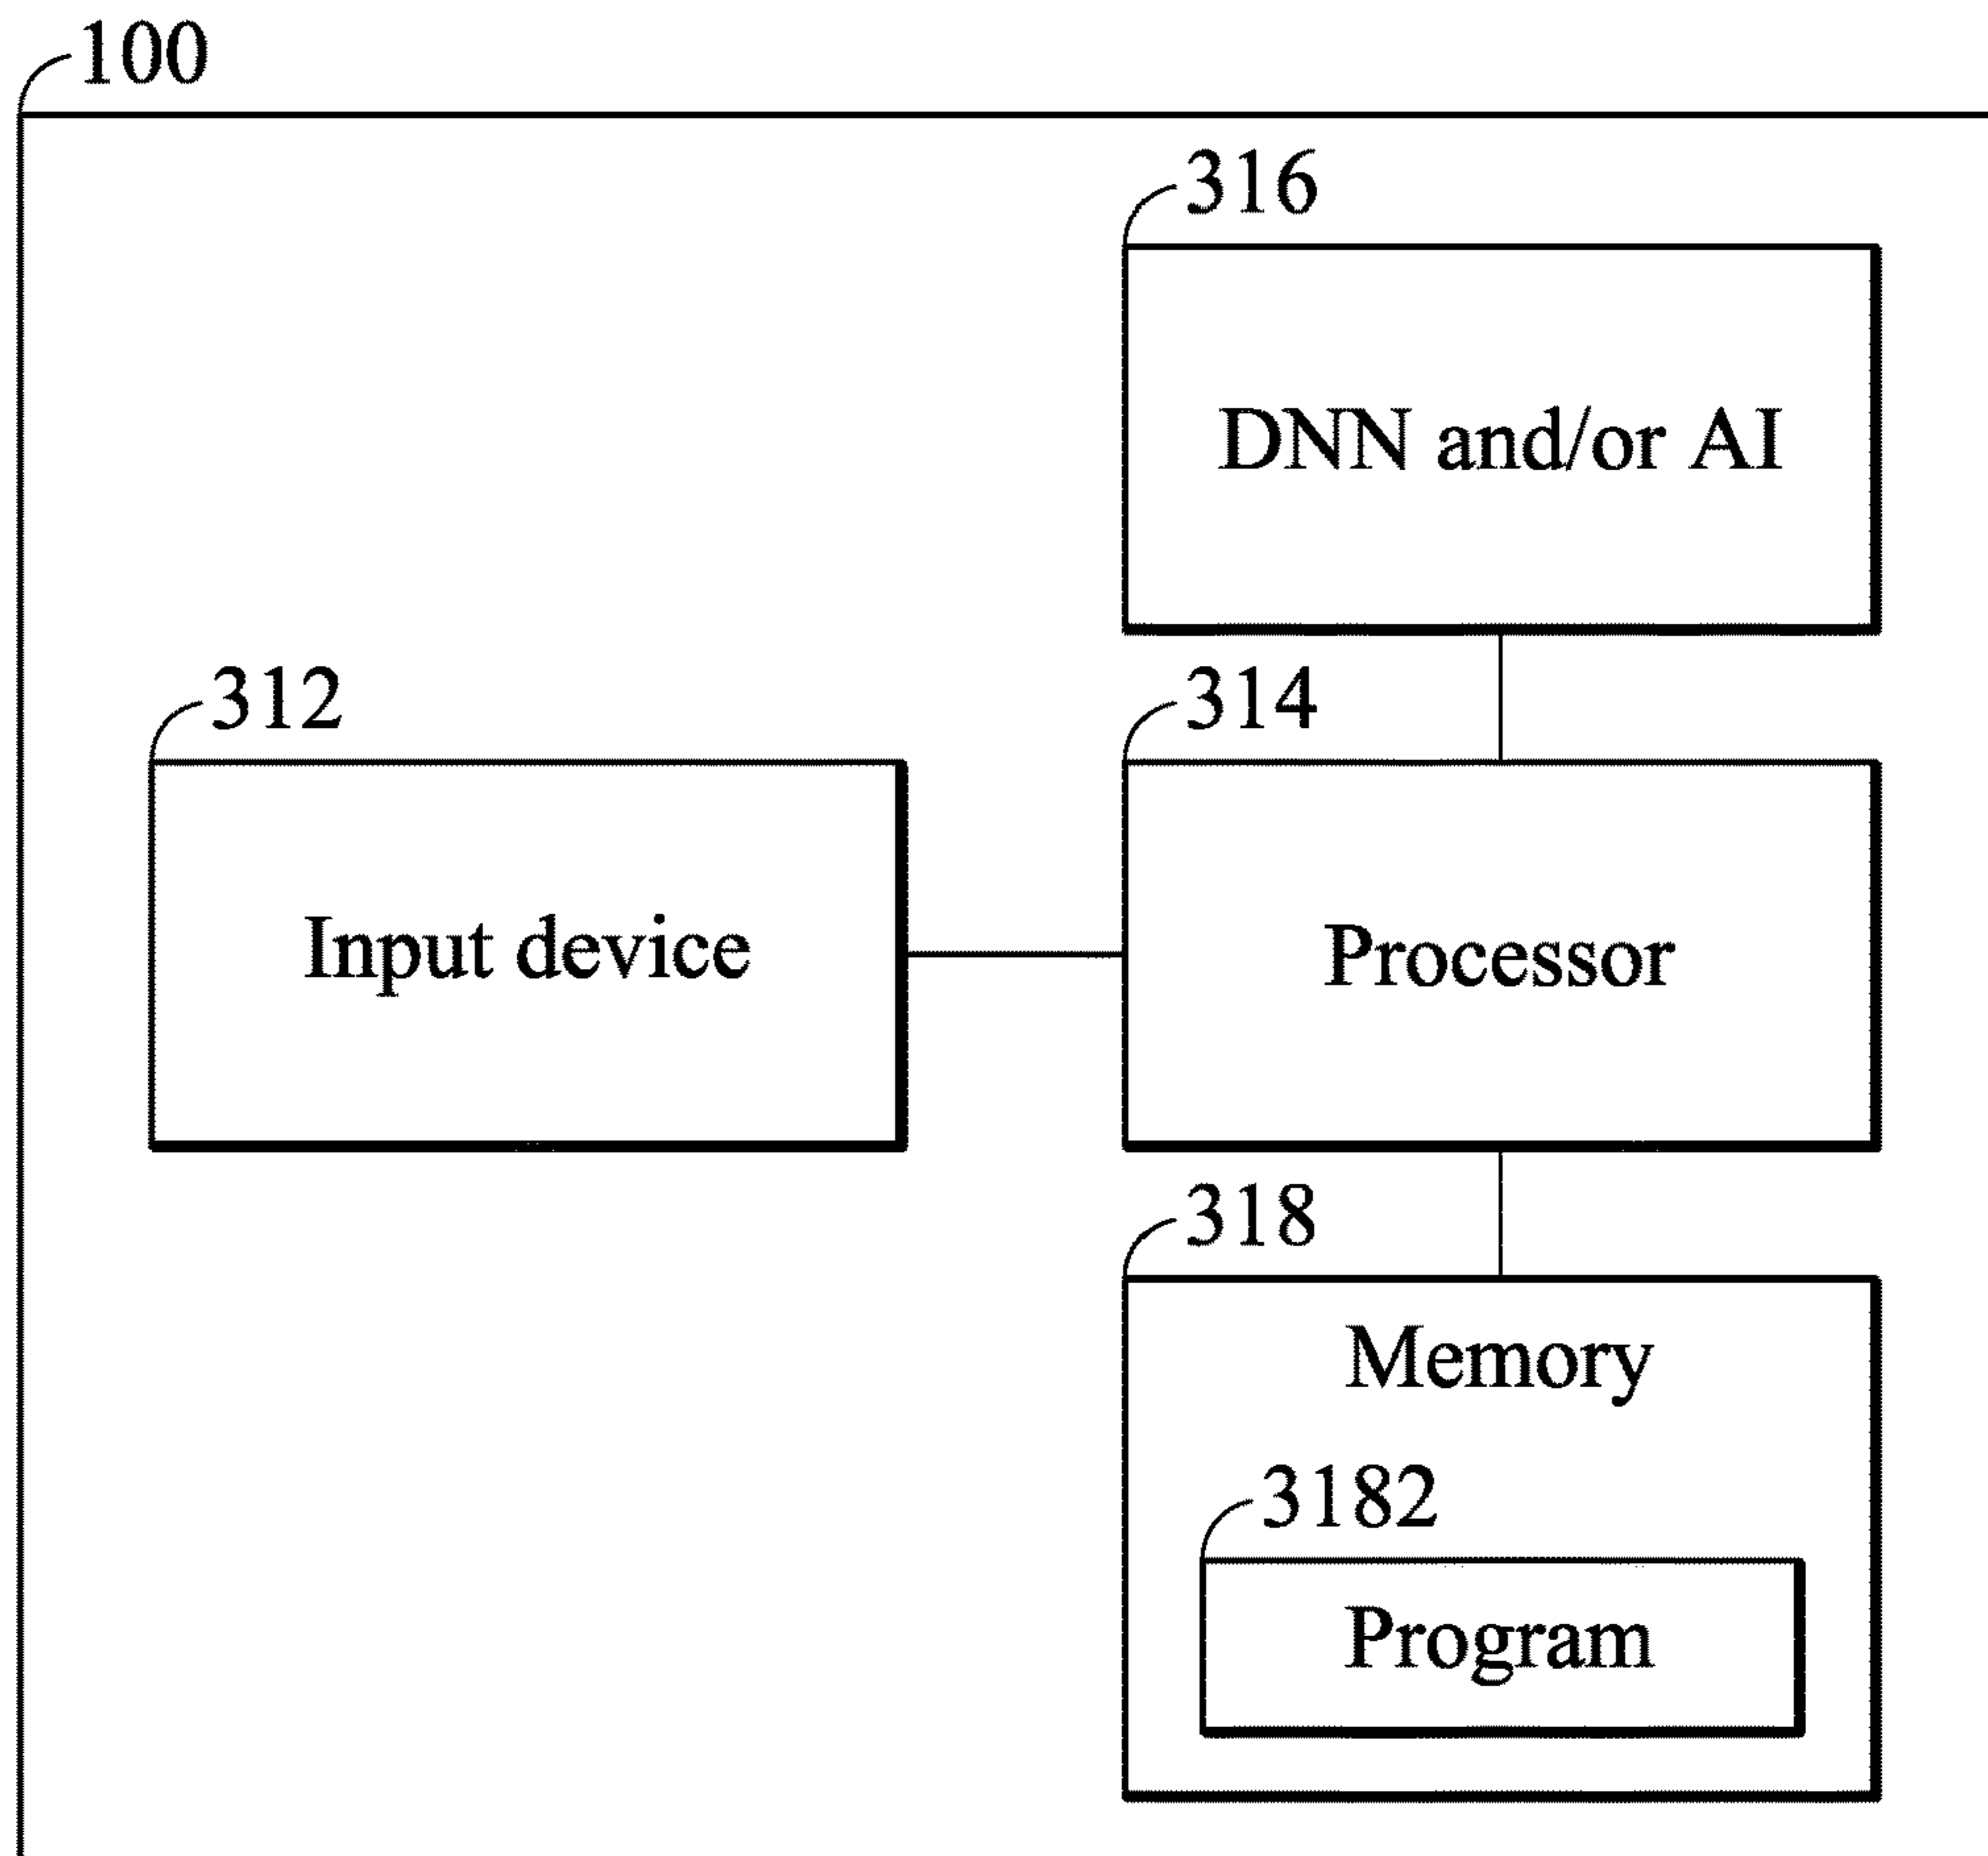 100
316
DNN and/or AI
312
314
Input device
Processor
318
Memory
3182
Program